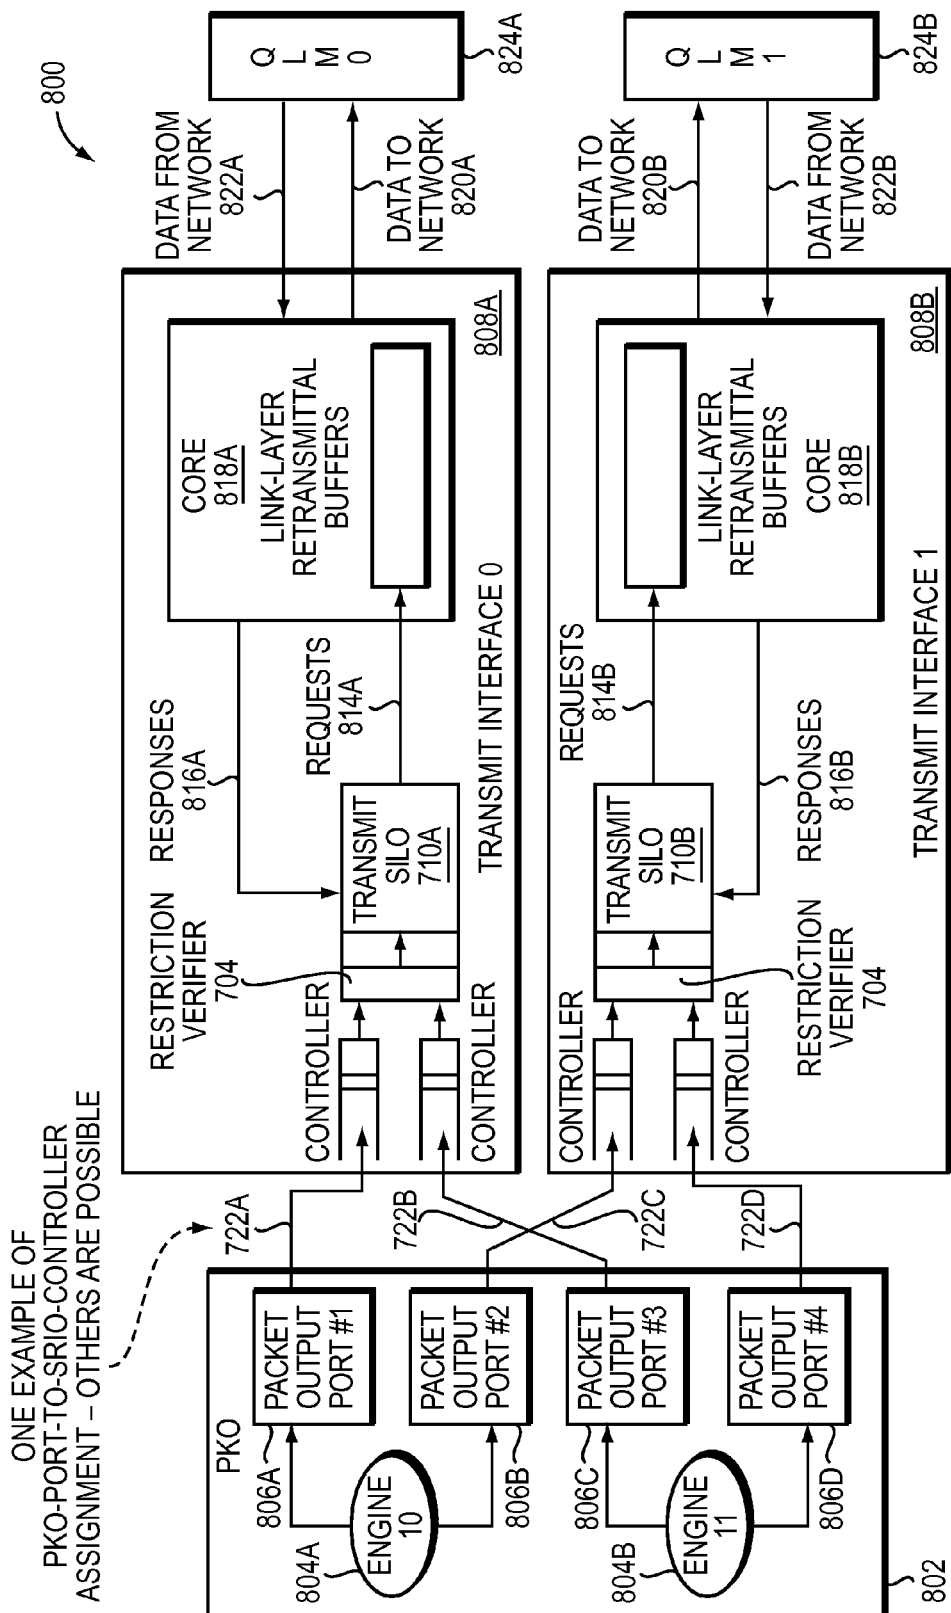 800
ONE EXAMPLE OF
PKO-PORT-TO-SRIO-CONTROLLER
ASSIGNMENT – OTHERS ARE POSSIBLE
PKO
802
804A
ENGINE
10
804B
ENGINE
11
806A
PACKET
OUTPUT
PORT #1
806B
PACKET
OUTPUT
PORT #2
806C
PACKET
OUTPUT
PORT #3
806D
PACKET
OUTPUT
PORT #4
722A
722B
722C
722D
CONTROLLER
CONTROLLER
RESTRICTION
VERIFIER
704
TRANSMIT
SILO
710A
RESPONSES
816A
REQUESTS
814A
CORE
818A
LINK-LAYER
RETRANSMITTAL
BUFFERS
TRANSMIT INTERFACE 0
808A
DATA FROM
NETWORK
822A
DATA TO
NETWORK
820A
QLM
0
824A
CONTROLLER
CONTROLLER
RESTRICTION
VERIFIER
704
TRANSMIT
SILO
710B
REQUESTS
814B
RESPONSES
816B
LINK-LAYER
RETRANSMITTAL
BUFFERS
CORE
818B
TRANSMIT INTERFACE 1
808B
DATA TO
NETWORK
820B
DATA FROM
NETWORK
822B
QLM
1
824B